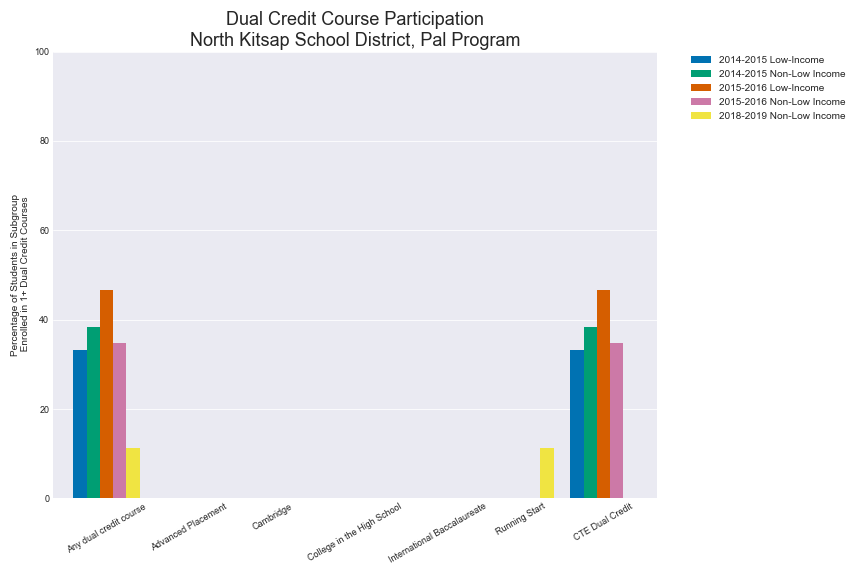 Dual Credit Course Participation
North Kitsap School District, Pal Program
2014-2015 Low-Income
2014-2015 Non-Low Income
2015-2016 Low-Income
2015-2016 Non-Low Income
2018-2019 Non-Low Income
Percentage of Students in Subgroup
Enrolled in 1+ Dual Credit Courses
100
80
60
40
20
0
Any dual credit course
Advanced Placement
Cambridge
College in the High School
International Baccalaureate
Running Start
CTE Dual Credit